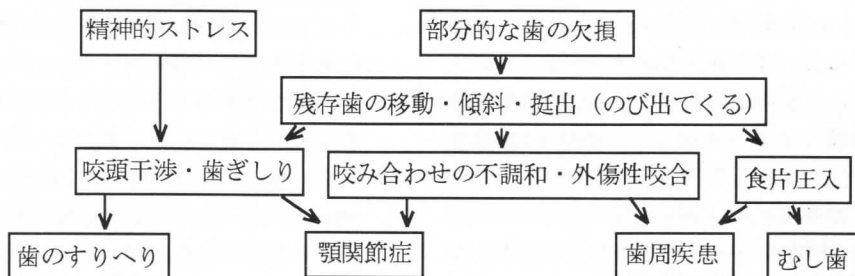 精神的ストレス
部分的な歯の欠損
残存歯の移動・傾斜・挺出（のび出てくる）
咬頭干渉・歯ぎしり
咬み合わせの不調和・外傷性咬合
食片圧入
歯のすりへり
顎関節症
歯周疾患
むし歯